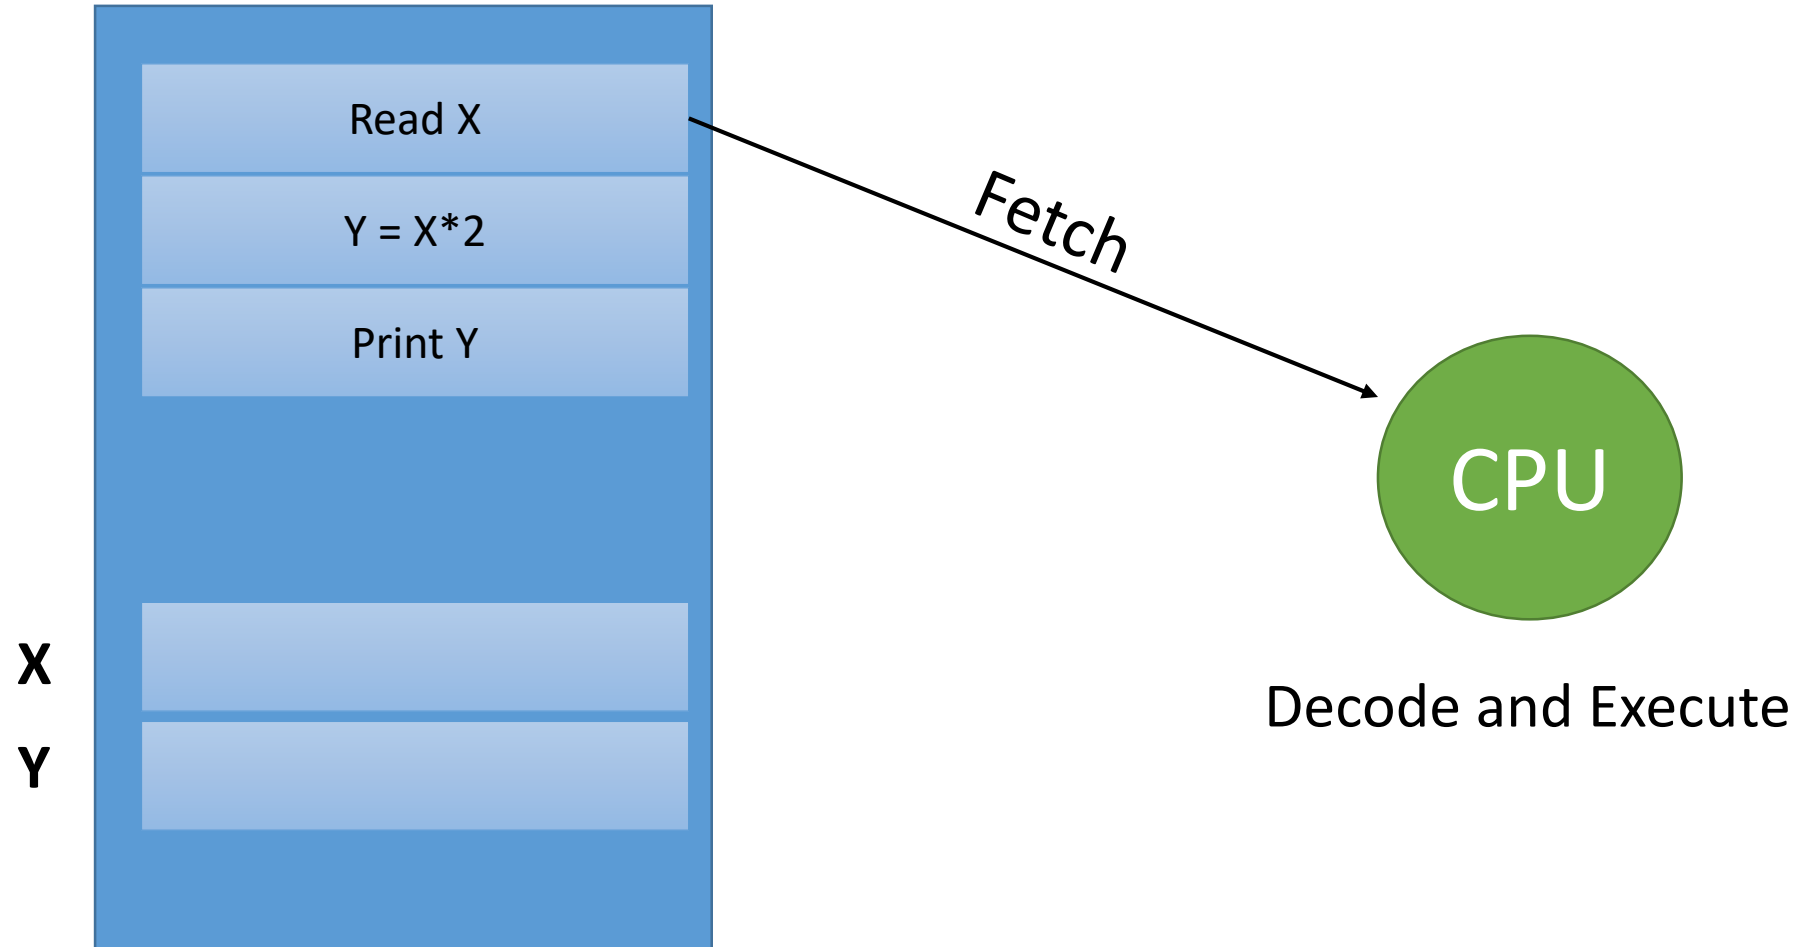 Read X
Y = X*2
Print Y
Fetch
CPU
X
Decode and Execute
Y